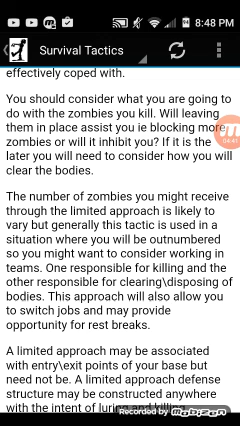 8:48 PM
Survival Tactics
effectively coped with.
You should consider what you are going to
do with the zombies you kill. Will leaving
them in place assist you ie blocking more
zombies or will it inhibit you? If it is the
later you will need to consider how you will
clear the bodies.
04:41
The number of zombies you might receive
through the limited approach is likely to
vary but generally this tactic is used in a
situation where you will be outnumbered
so you might want to consider working in
teams. One responsible for killing and the
other responsible for clearing\disposing of
bodies. This approach will also allow you
to switch jobs and may provide
opportunity for rest breaks.
A limited approach may be associated
with entry\exit points of your base but
need not be. A limited approach defense
structure may be constructed anywhere
with the intent of luring and killing
Recorded by mobizen